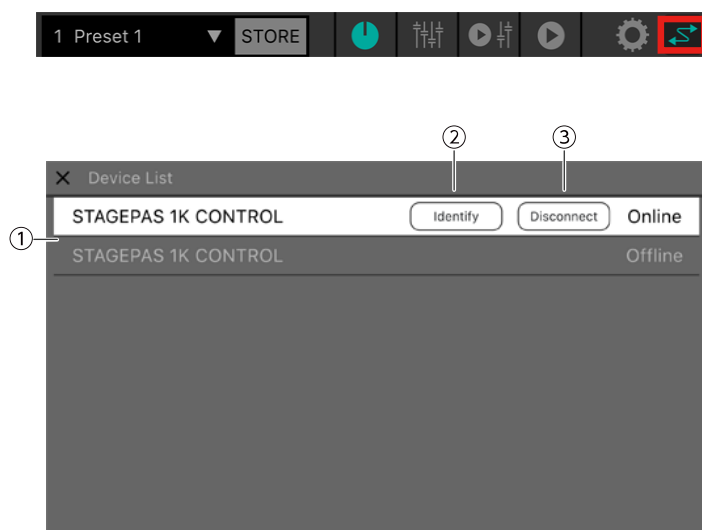 1 Preset 1 ▼ STORE
② ③
✕ Device List
STAGEPAS 1K CONTROL Identify Disconnect Online
①
STAGEPAS 1K CONTROL Offline